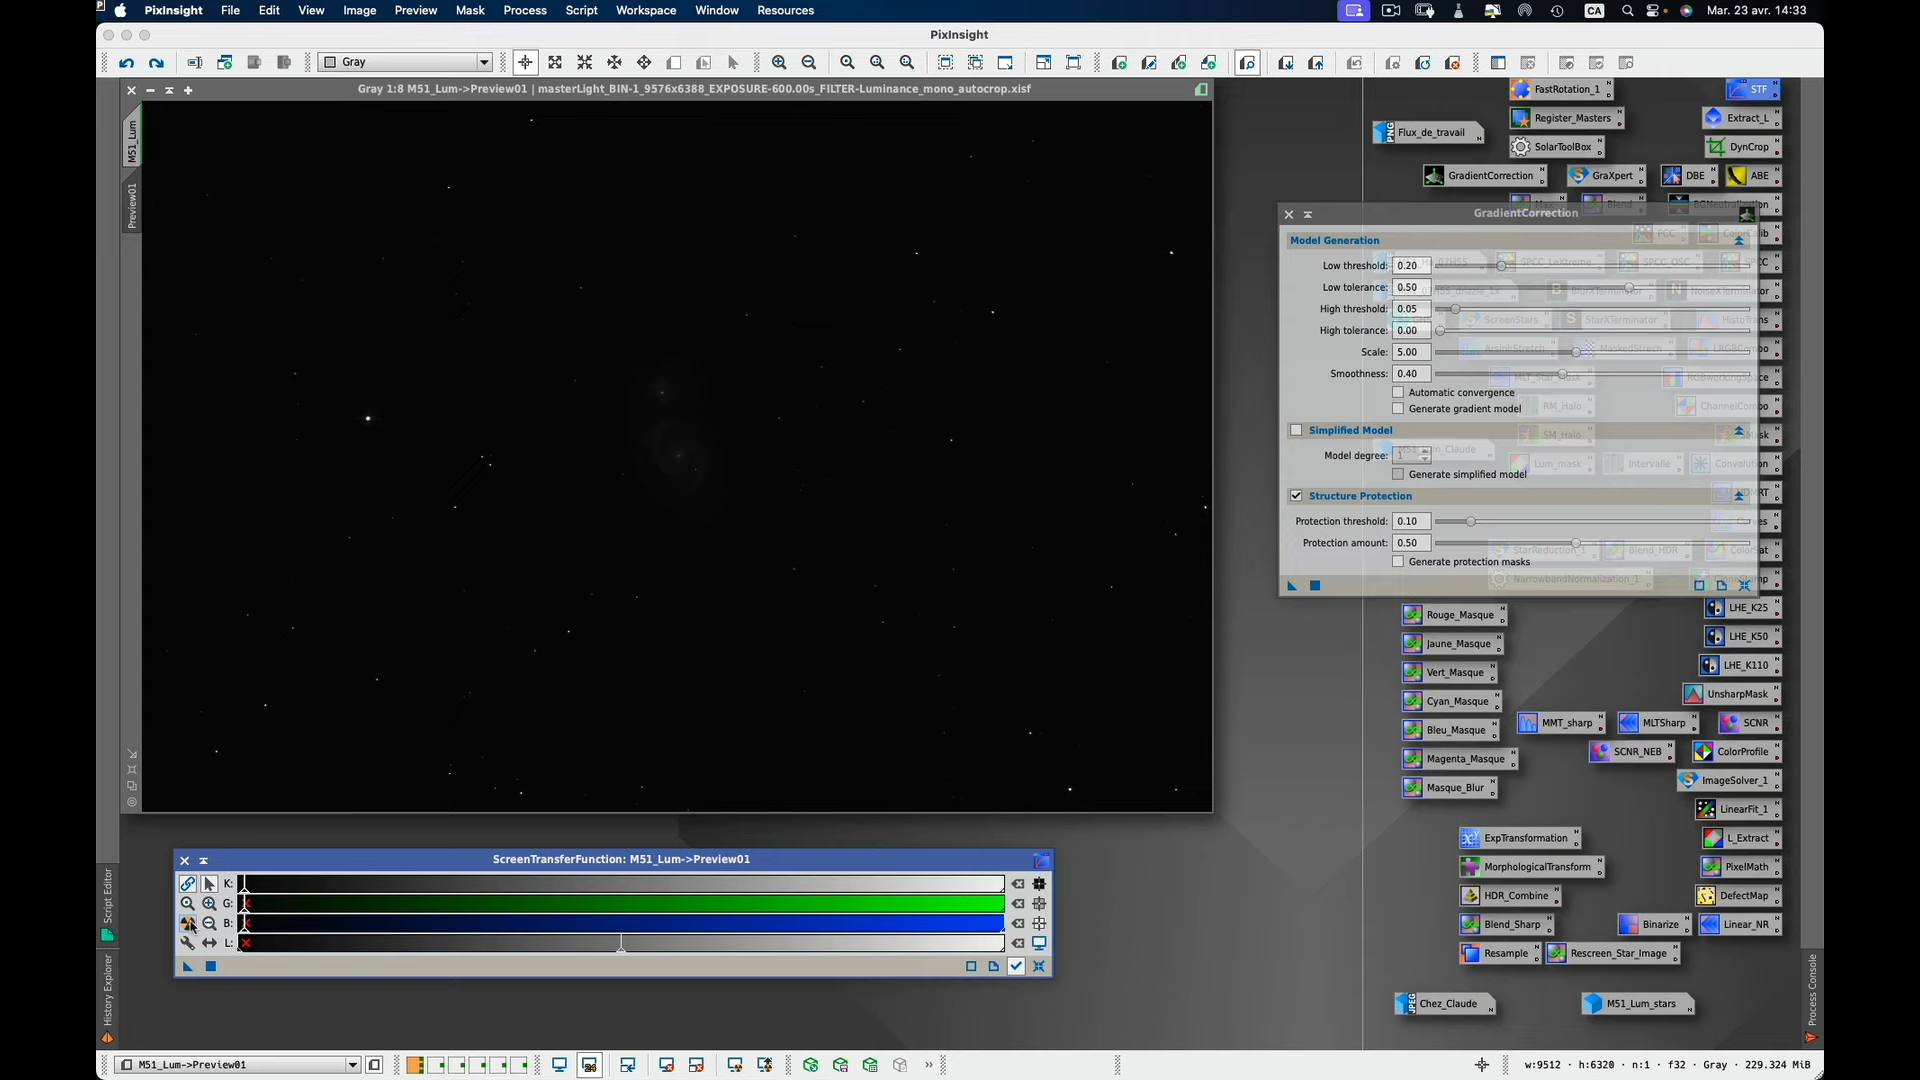 PixInsight File Edit View Image Preview Mask Process Script Workspace Window Resources
CA Mar. 23 avr. 14:33
PixInsight
Gray
Gray 1:8 M51_Lum->Preview01 | masterLight_BIN-1_9576x6388_EXPOSURE-600.00s_FILTER-Luminance_mono_autocrop.xisf
M51_Lum
Preview01
FastRotation_1
STF
Flux_de_travail
Register_Masters
Extract_L
SolarToolBox
DynCrop
GradientCorrection
GraXpert
DBE
ABE
GradientCorrection
Model Generation
Low threshold: 0.20
Low tolerance: 0.50
High threshold: 0.05
High tolerance: 0.00
Scale: 5.00
Smoothness: 0.40
Automatic convergence
Generate gradient model
Simplified Model
Model degree: 1
Generate simplified model
Structure Protection
Protection threshold: 0.10
Protection amount: 0.50
Generate protection masks
Rouge_Masque
LHE_K25
Jaune_Masque
LHE_K50
Vert_Masque
LHE_K110
Cyan_Masque
UnsharpMask
Bleu_Masque
MMT_sharp
MLTSharp
SCNR
Magenta_Masque
SCNR_NEB
ColorProfile
Masque_Blur
ImageSolver_1
LinearFit_1
ExpTransformation
L_Extract
MorphologicalTransform
PixelMath
HDR_Combine
DefectMap
Blend_Sharp
Binarize
Linear_NR
Resample
Rescreen_Star_Image
Chez_Claude
M51_Lum_stars
ScreenTransferFunction: M51_Lum->Preview01
K:
G:
B:
L:
Script Editor
History Explorer
Process Console
M51_Lum->Preview01
w:9512 · h:6320 · n:1 · f32 · Gray · 229.324 MiB